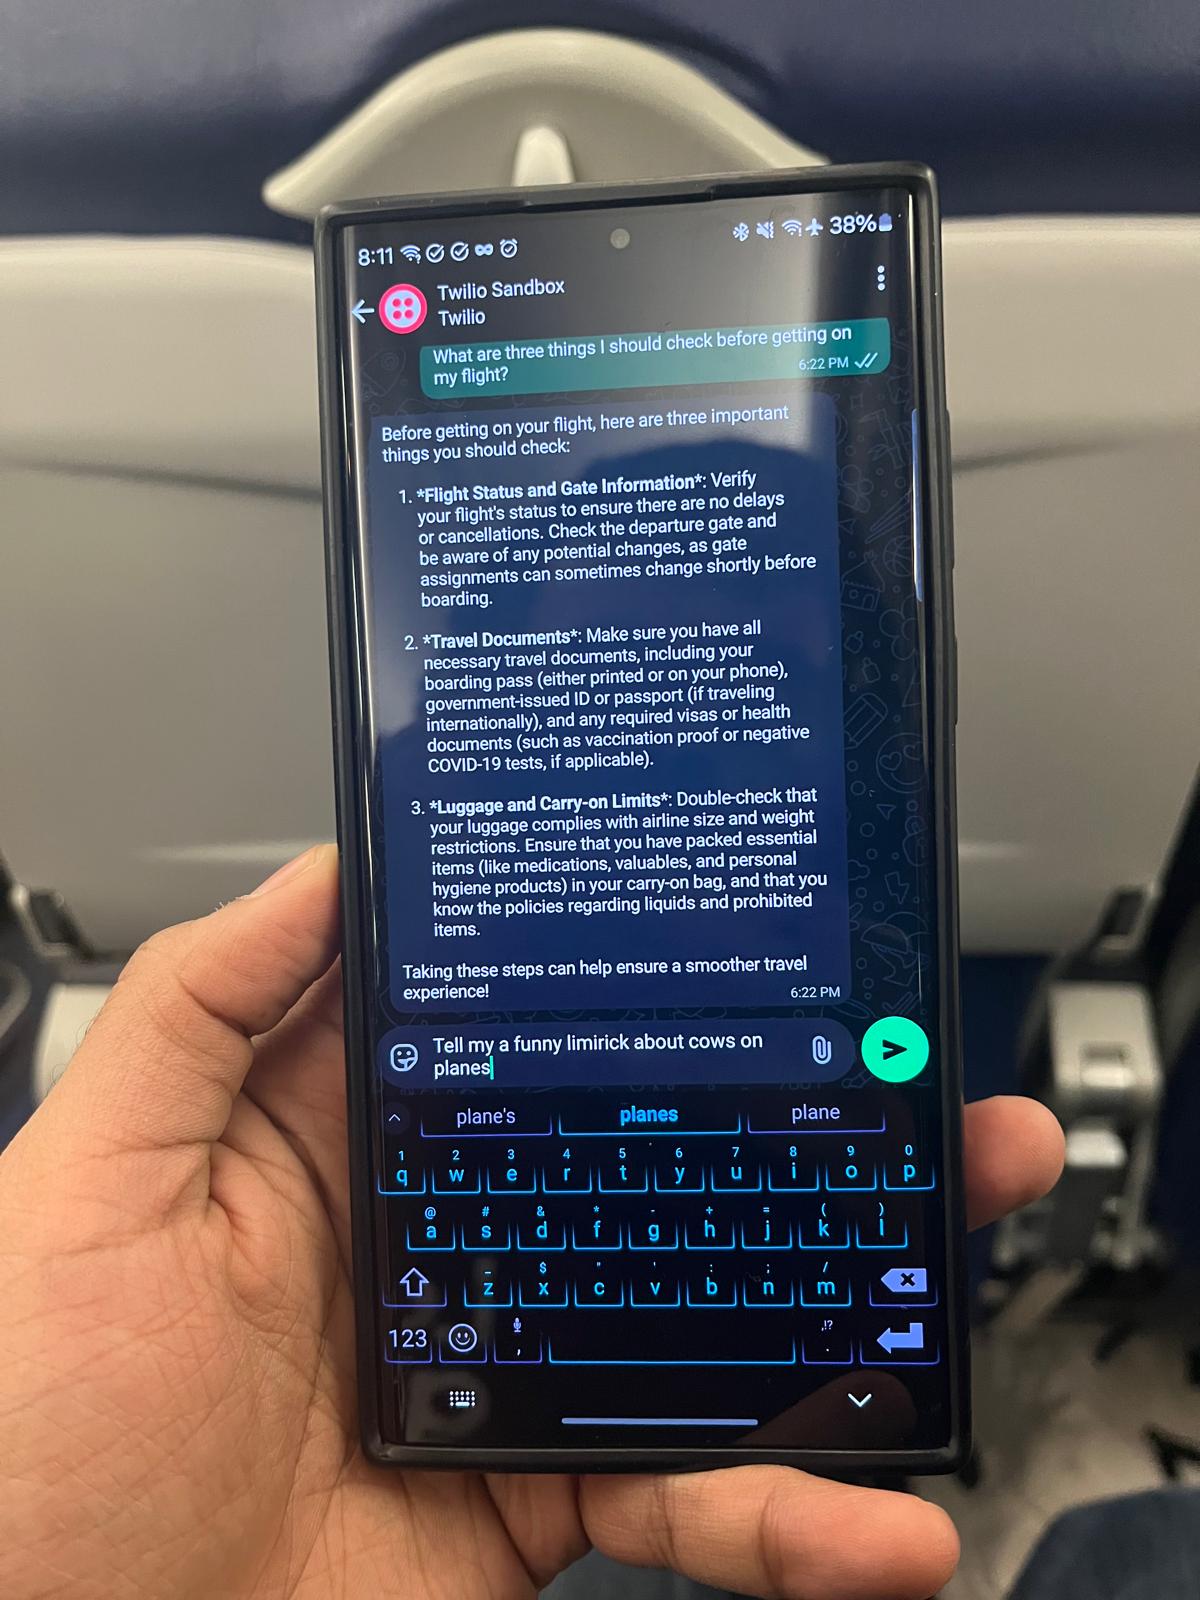 8:11
38%
Twilio Sandbox
Twilio
What are three things I should check before getting on
my flight?
6:22 PM
Before getting on your flight, here are three important
things you should check:
1. *Flight Status and Gate Information*: Verify
your flight's status to ensure there are no delays
or cancellations. Check the departure gate and
be aware of any potential changes, as gate
assignments can sometimes change shortly before
boarding.
2. *Travel Documents*: Make sure you have all
necessary travel documents, including your
boarding pass (either printed or on your phone),
government-issued ID or passport (if traveling
internationally), and any required visas or health
documents (such as vaccination proof or negative
COVID-19 tests, if applicable).
3. *Luggage and Carry-on Limits*: Double-check that
your luggage complies with airline size and weight
restrictions. Ensure that you have packed essential
items (like medications, valuables, and personal
hygiene products) in your carry-on bag, and that you
know the policies regarding liquids and prohibited
items.
Taking these steps can help ensure a smoother travel
experience!
6:22 PM
Tell my a funny limirick about cows on
planes
plane's planes plane
1 2 3 4 5 6 7 8 9 0
q w e r t y u i o p
@ # & * - + = ( )
a s d f g h j k l
- $ " ' : ; /
z x c v b n m
123 , ,!? .